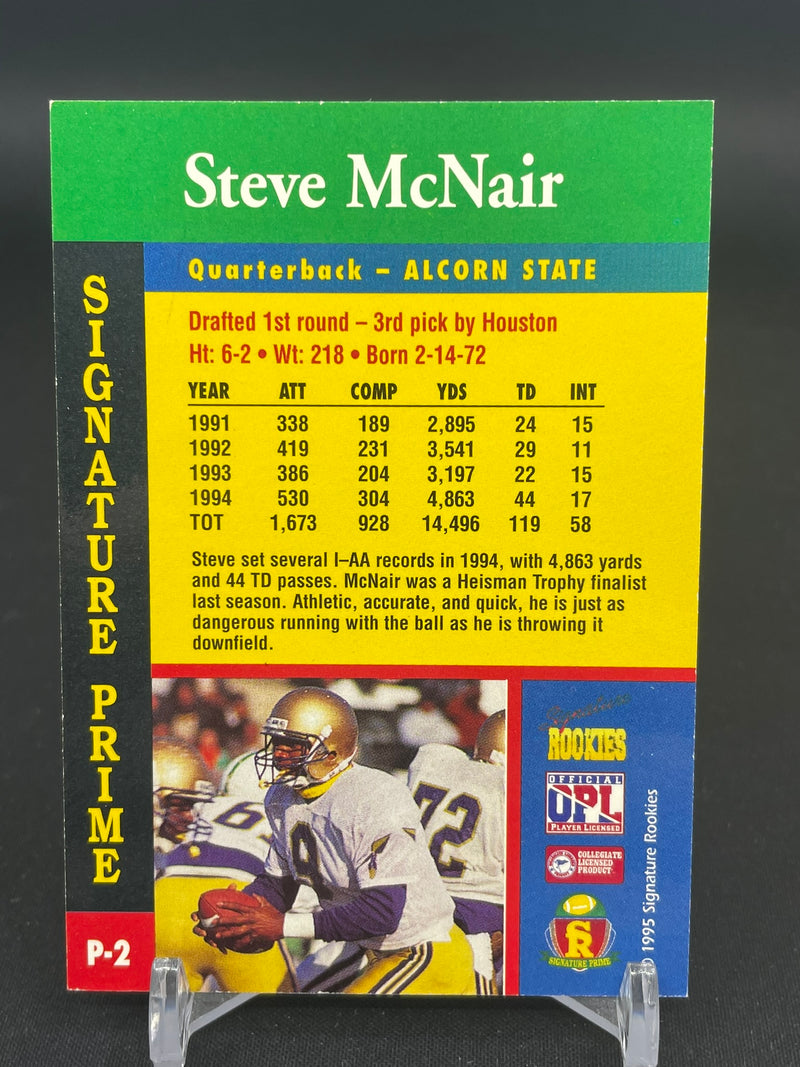 Steve McNair
Quarterback – ALCORN STATE
SIGNATURE PRIME
Drafted 1st round – 3rd pick by Houston
Ht: 6-2 • Wt: 218 • Born 2-14-72
YEAR ATT COMP YDS TD INT
1991 338 189 2,895 24 15
1992 419 231 3,541 29 11
1993 386 204 3,197 22 15
1994 530 304 4,863 44 17
TOT 1,673 928 14,496 119 58
Steve set several I–AA records in 1994, with 4,863 yards
and 44 TD passes. McNair was a Heisman Trophy finalist
last season. Athletic, accurate, and quick, he is just as
dangerous running with the ball as he is throwing it
downfield.
P-2
9
72
6
Signature
ROOKIES
OFFICIAL
OPL
PLAYER LICENSED
COLLEGIATE
LICENSED
PRODUCT
SR
SIGNATURE PRIME
© 1995 Signature Rookies